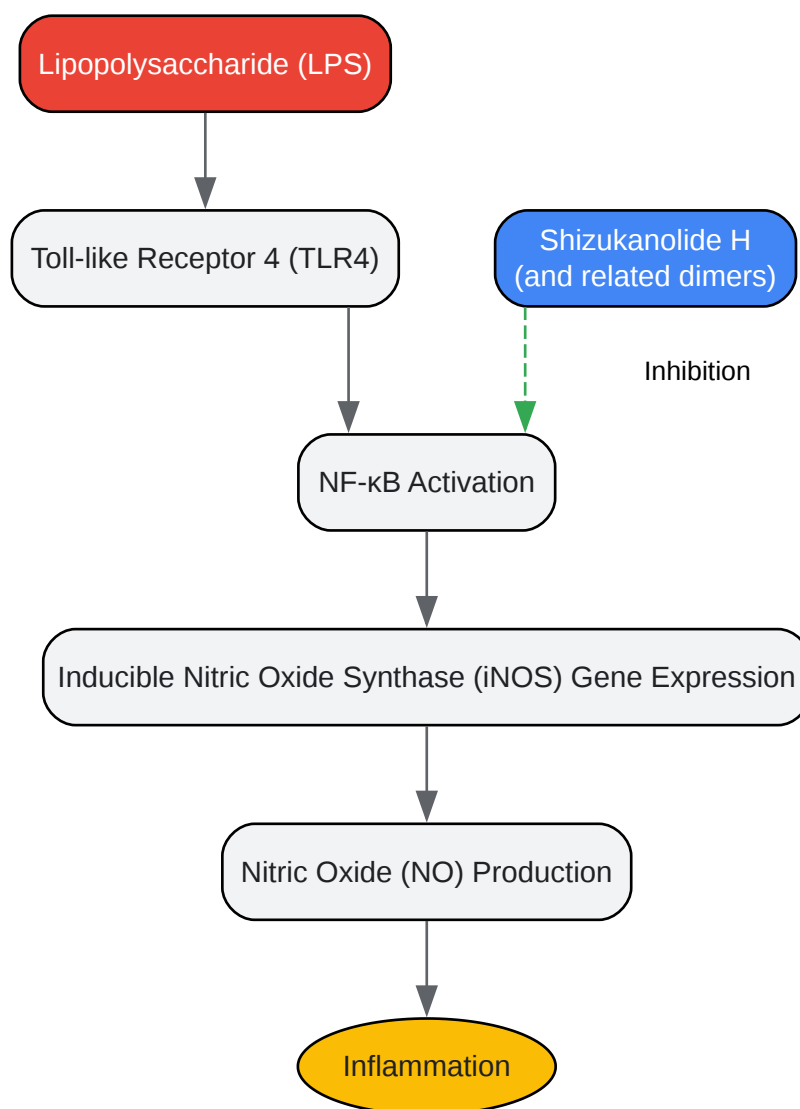 Lipopolysaccharide (LPS)
Toll-like Receptor 4 (TLR4)
Shizukanolide H
(and related dimers)
Inhibition
NF-κB Activation
Inducible Nitric Oxide Synthase (iNOS) Gene Expression
Nitric Oxide (NO) Production
Inflammation